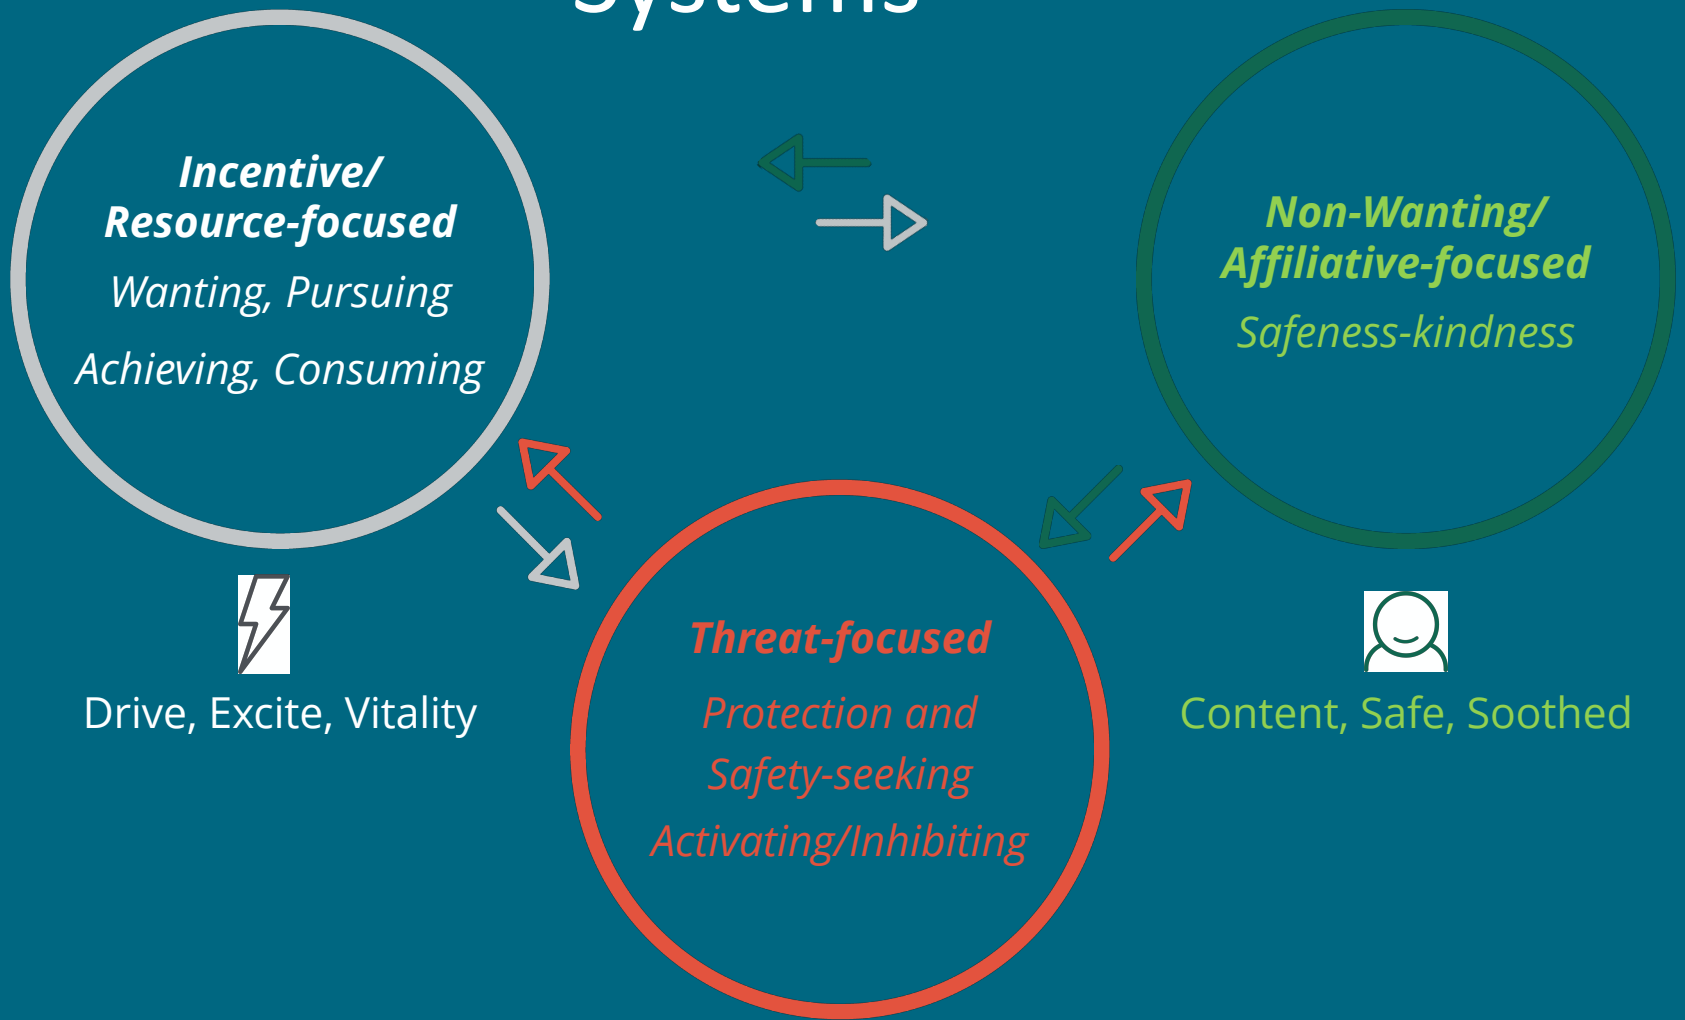 Systems
Incentive/
Resource-focused
Wanting, Pursuing
Achieving, Consuming
Non-Wanting/
Affiliative-focused
Safeness-kindness
Threat-focused
Protection and
Safety-seeking
Activating/Inhibiting
Drive, Excite, Vitality
Content, Safe, Soothed